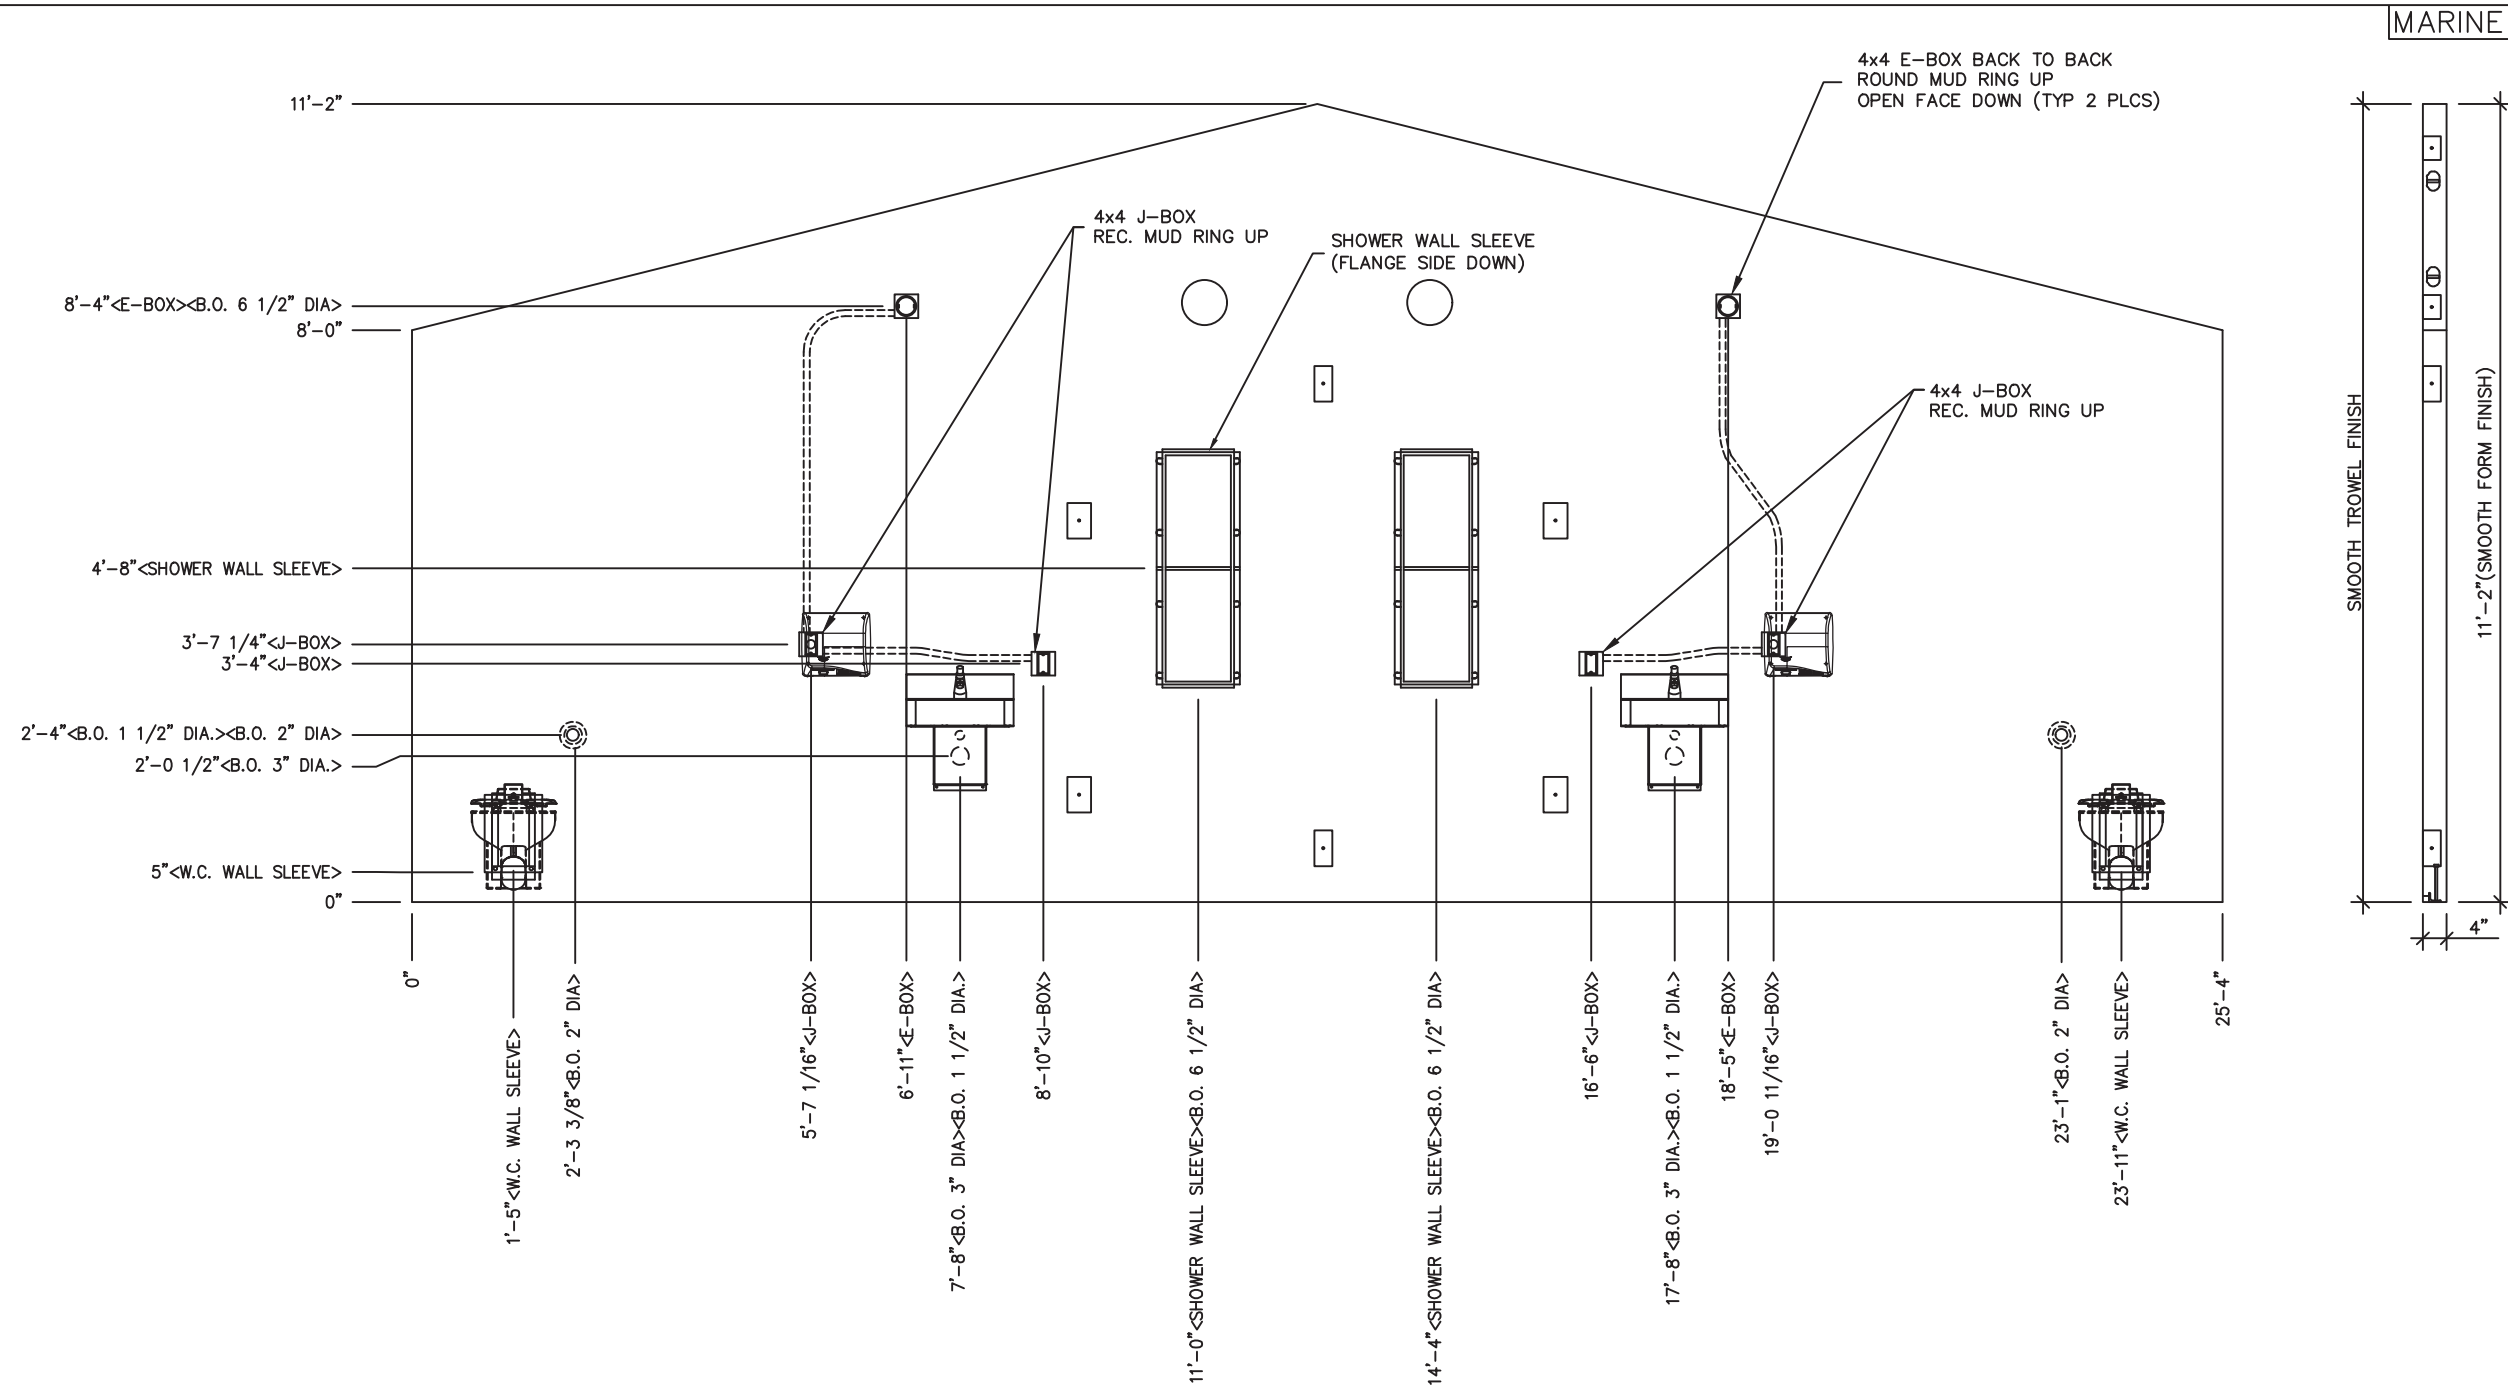 MARINE
4x4 E-BOX BACK TO BACK
ROUND MUD RING UP
OPEN FACE DOWN (TYP 2 PLCS)
11'-2"
4x4 J-BOX
REC. MUD RING UP
SHOWER WALL SLEEVE
(FLANGE SIDE DOWN)
8'-4"<E-BOX><B.O. 6 1/2" DIA>
8'-0"
4x4 J-BOX
REC. MUD RING UP
SMOOTH TROWEL FINISH
11'-2"(SMOOTH FORM FINISH)
4'-8"<SHOWER WALL SLEEVE>
3'-7 1/4"<J-BOX>
3'-4"<J-BOX>
2'-4"<B.O. 1 1/2" DIA.><B.O. 2" DIA>
2'-0 1/2"<B.O. 3" DIA.>
5"<W.C. WALL SLEEVE>
0"
4"
0"
1'-5"<W.C. WALL SLEEVE>
2'-3 3/8"<B.O. 2" DIA>
5'-7 1/16"<J-BOX>
6'-11"<E-BOX>
7'-8"<B.O. 3" DIA><B.O. 1 1/2" DIA.>
8'-10"<J-BOX>
11'-0"<SHOWER WALL SLEEVE><B.O. 6 1/2" DIA>
14'-4"<SHOWER WALL SLEEVE><B.O. 6 1/2" DIA>
16'-6"<J-BOX>
17'-8"<B.O. 3" DIA.><B.O. 1 1/2" DIA.>
18'-5"<E-BOX>
19'-0 11/16"<J-BOX>
23'-1"<B.O. 2" DIA>
23'-11"<W.C. WALL SLEEVE>
25'-4"